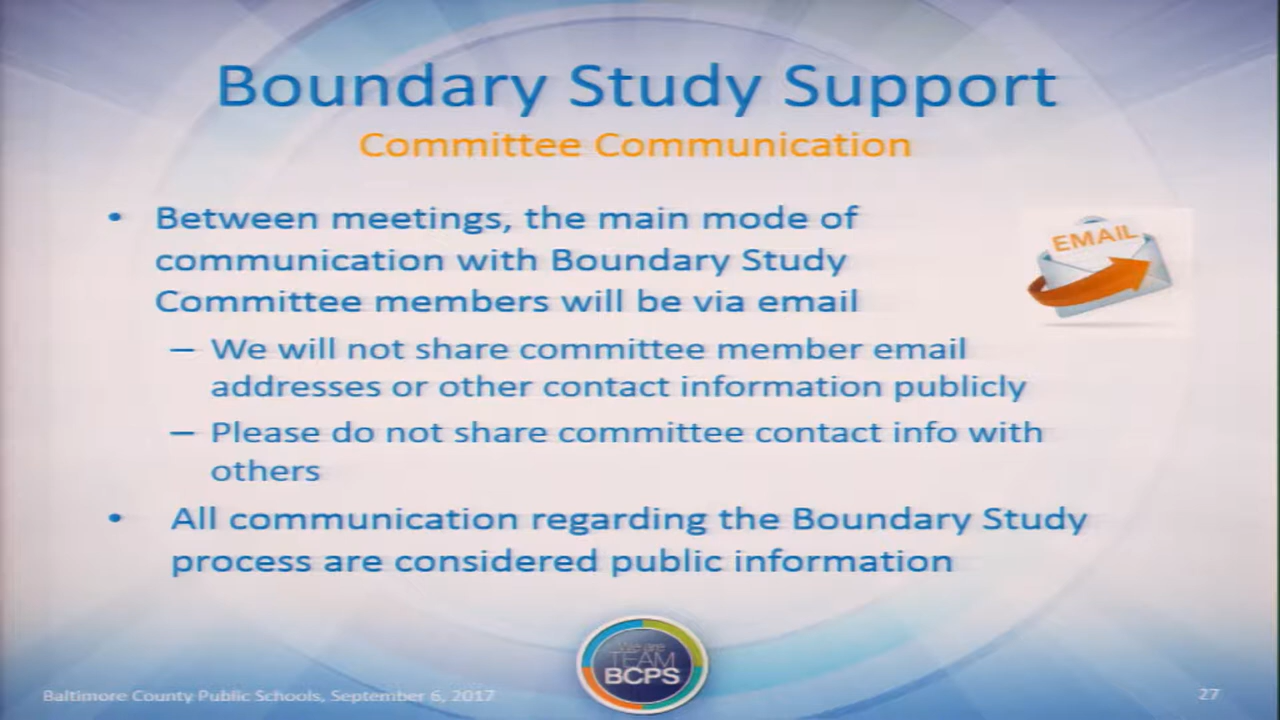 Boundary Study Support
Committee Communication
• Between meetings, the main mode of
communication with Boundary Study
Committee members will be via email
EMAIL
– We will not share committee member email
addresses or other contact information publicly
– Please do not share committee contact info with
others
• All communication regarding the Boundary Study
process are considered public information
We are
TEAM
BCPS
Baltimore County Public Schools, September 6, 2017
27